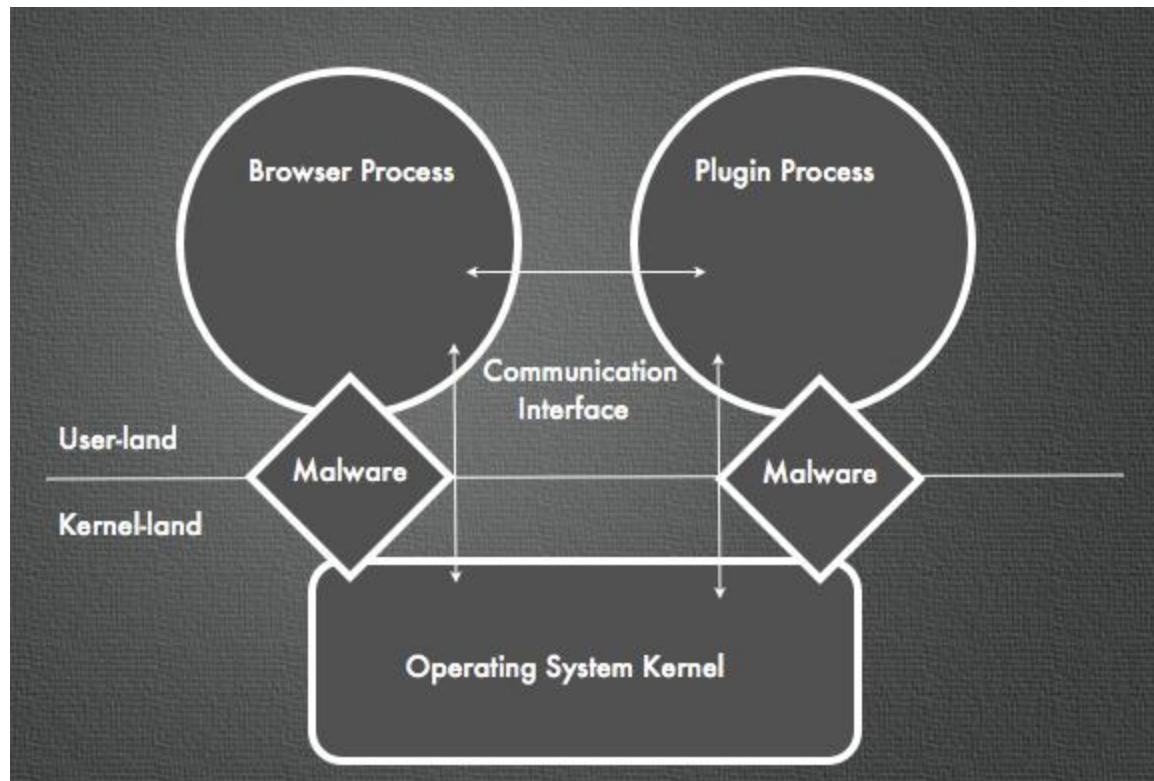 Browser Process
Plugin Process
Communication
Interface
User-land
Malware
Malware
Kernel-land
Operating System Kernel